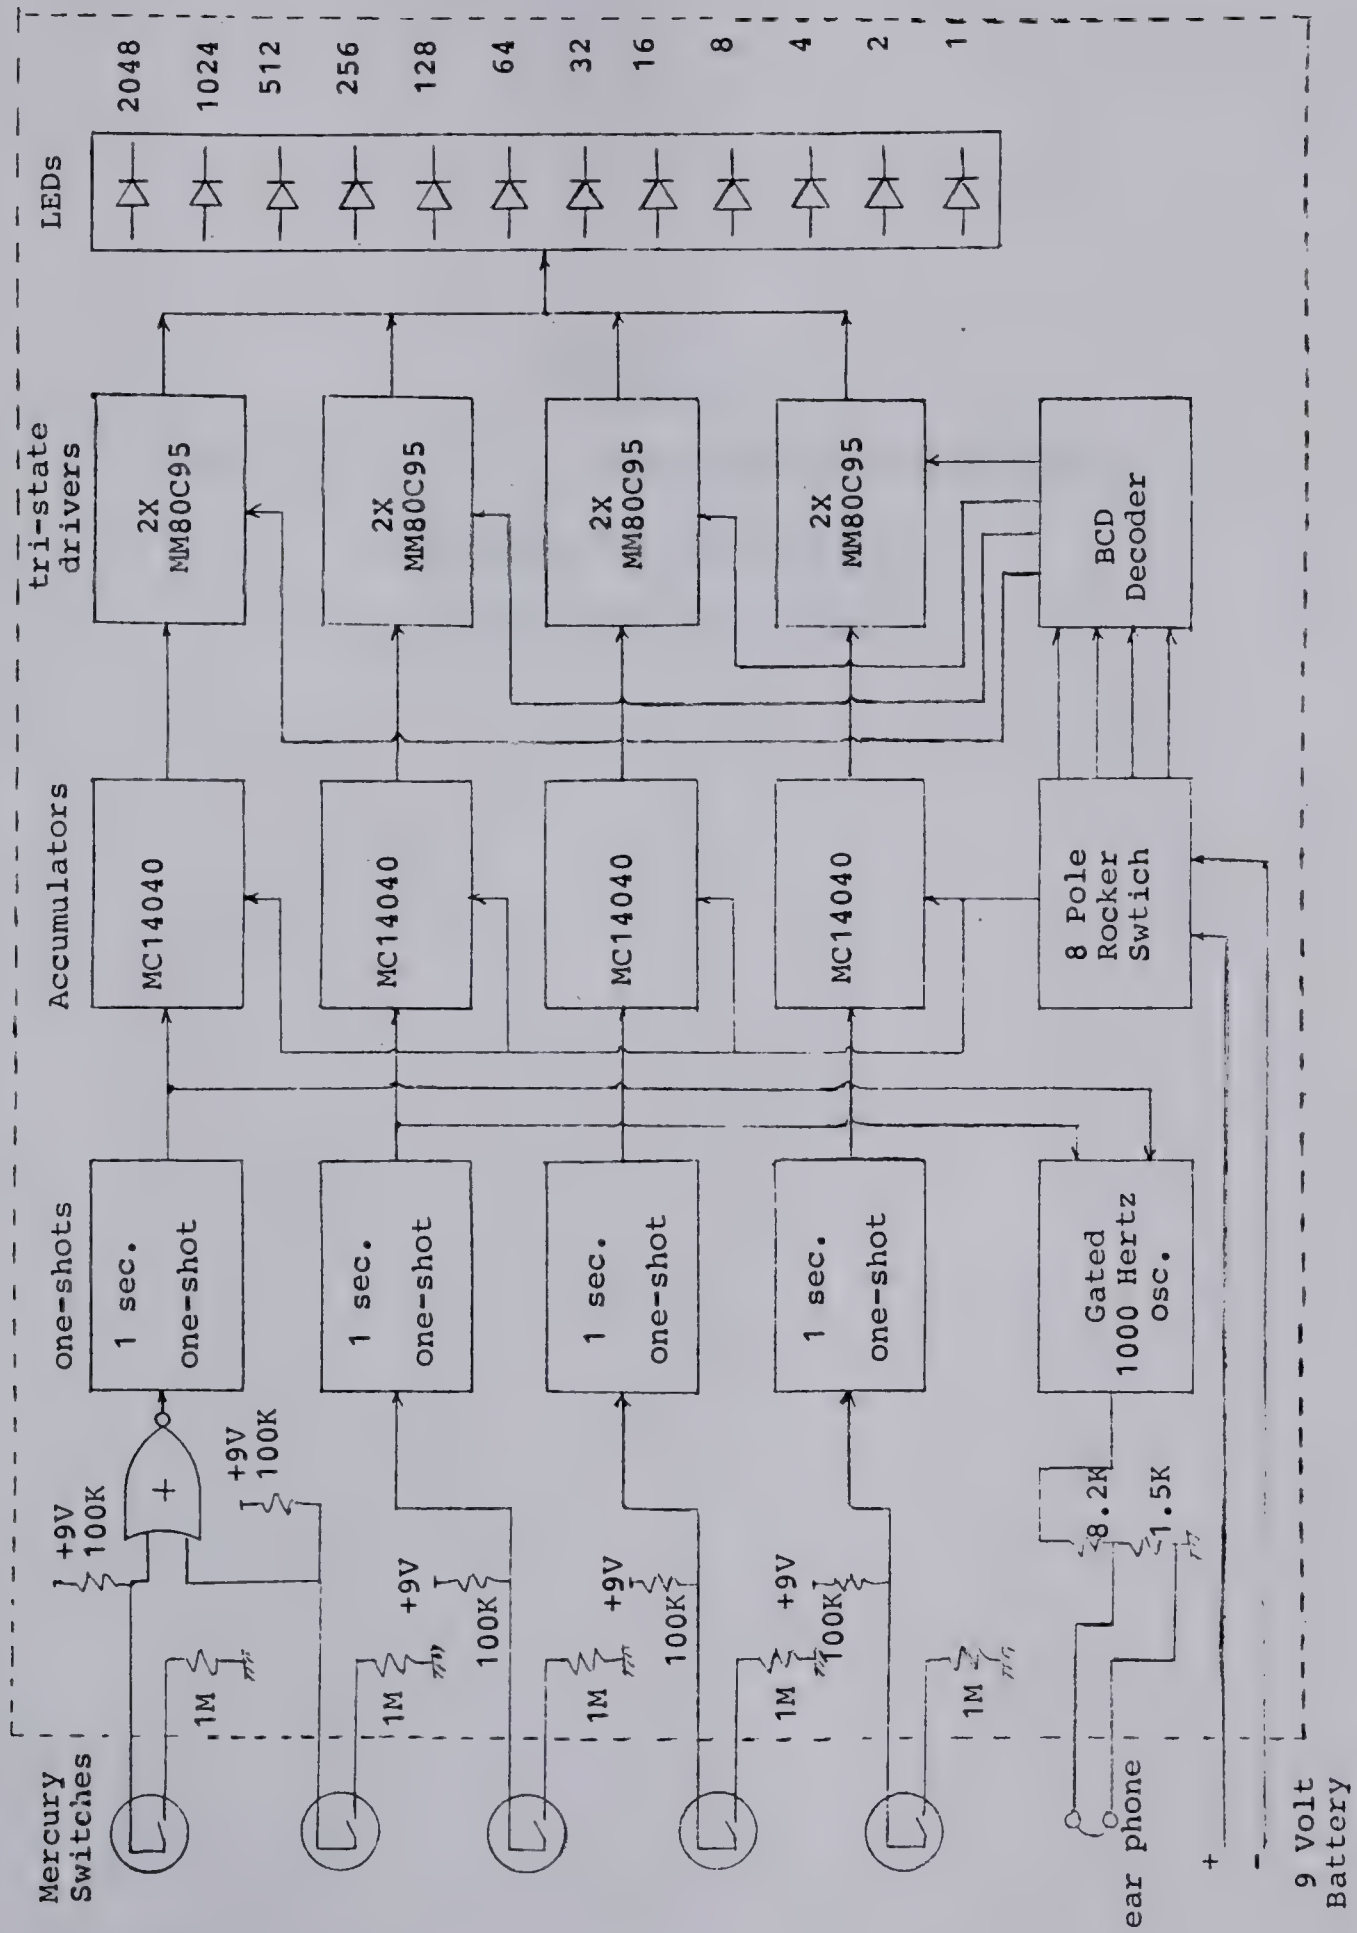 Mercury
Switches
one-shots
Accumulators
tri-state
drivers
LEDs
+9V
100K
+
1M
+9V
100K
1 sec.
one-shot
MC14040
2X
MM80C95
1M
+9V
100K
1 sec.
one-shot
MC14040
2X
MM80C95
1M
+9V
100K
1 sec.
one-shot
MC14040
2X
MM80C95
1M
+9V
100K
1 sec.
one-shot
MC14040
2X
MM80C95
1M
2048
1024
512
256
128
64
32
16
8
4
2
1
ear phone
8.2K
1.5K
Gated
1000 Hertz
osc.
8 Pole
Rocker
Swtich
BCD
Decoder
+
-
9 Volt
Battery